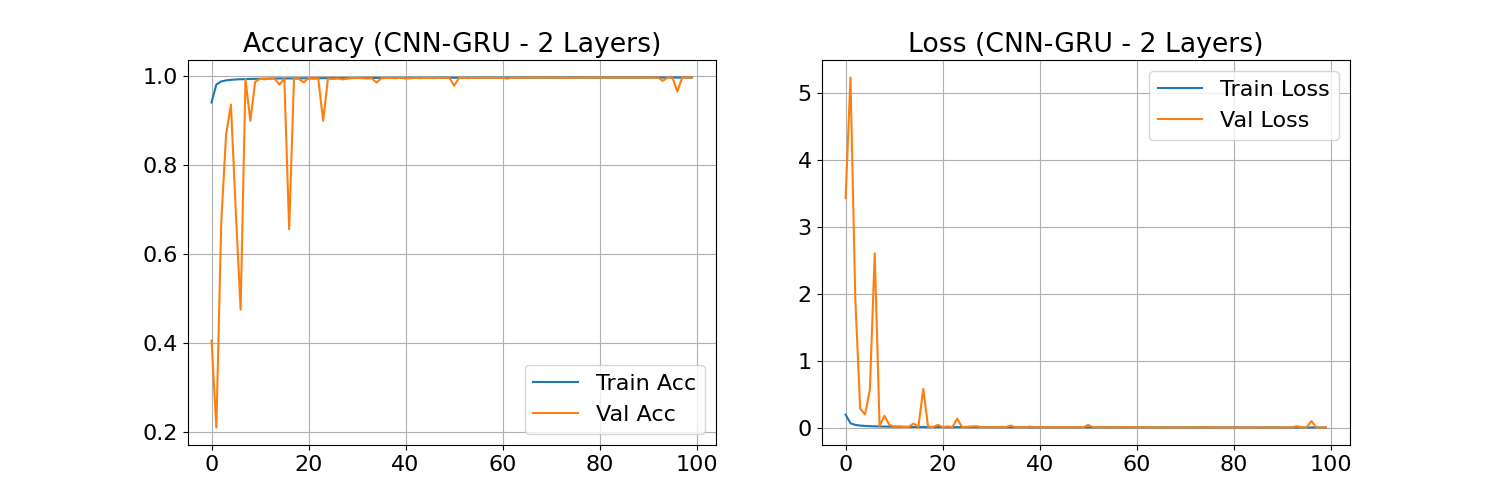 Accuracy (CNN-GRU - 2 Layers)
1.0
0.8
0.6
0.4
0.2
0 20 40 60 80 100
Train Acc
Val Acc
Loss (CNN-GRU - 2 Layers)
5
4
3
2
1
0
0 20 40 60 80 100
Train Loss
Val Loss